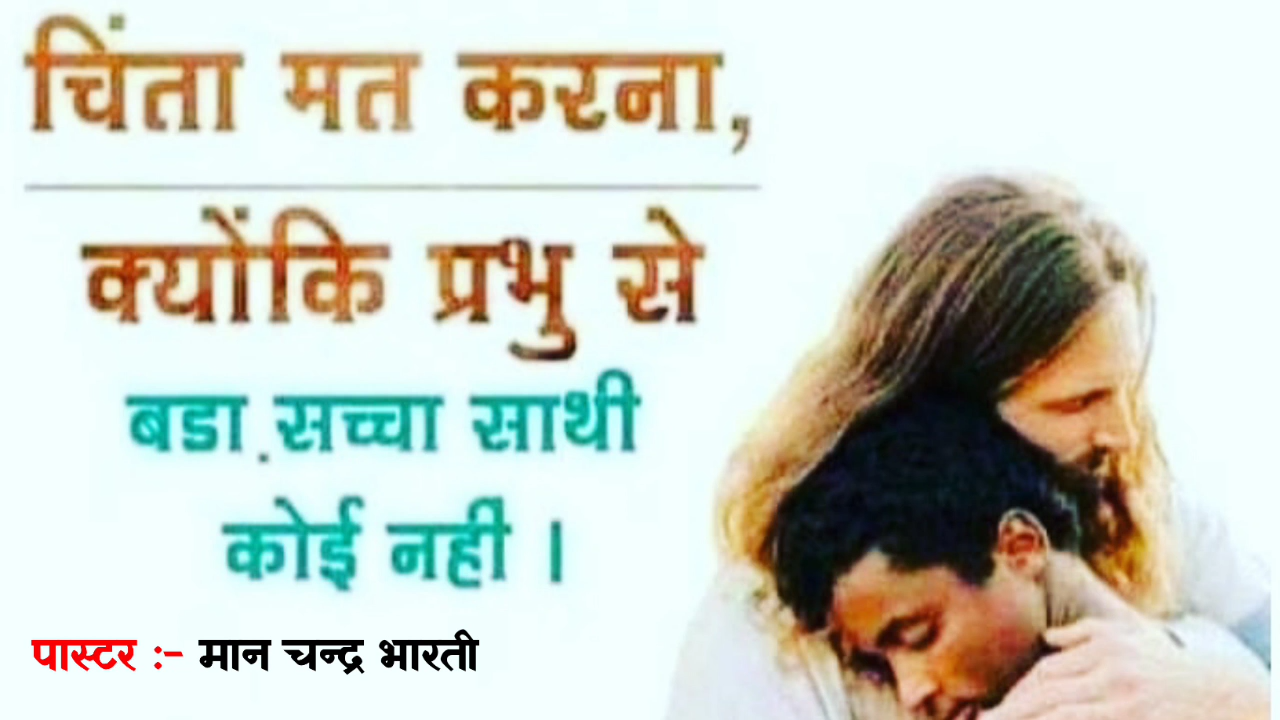 चिंता मत करना,
क्योंकि प्रभु से
बडा सच्चा साथी
कोई नहीं ।
पास्टर :- मान चन्द्र भारती